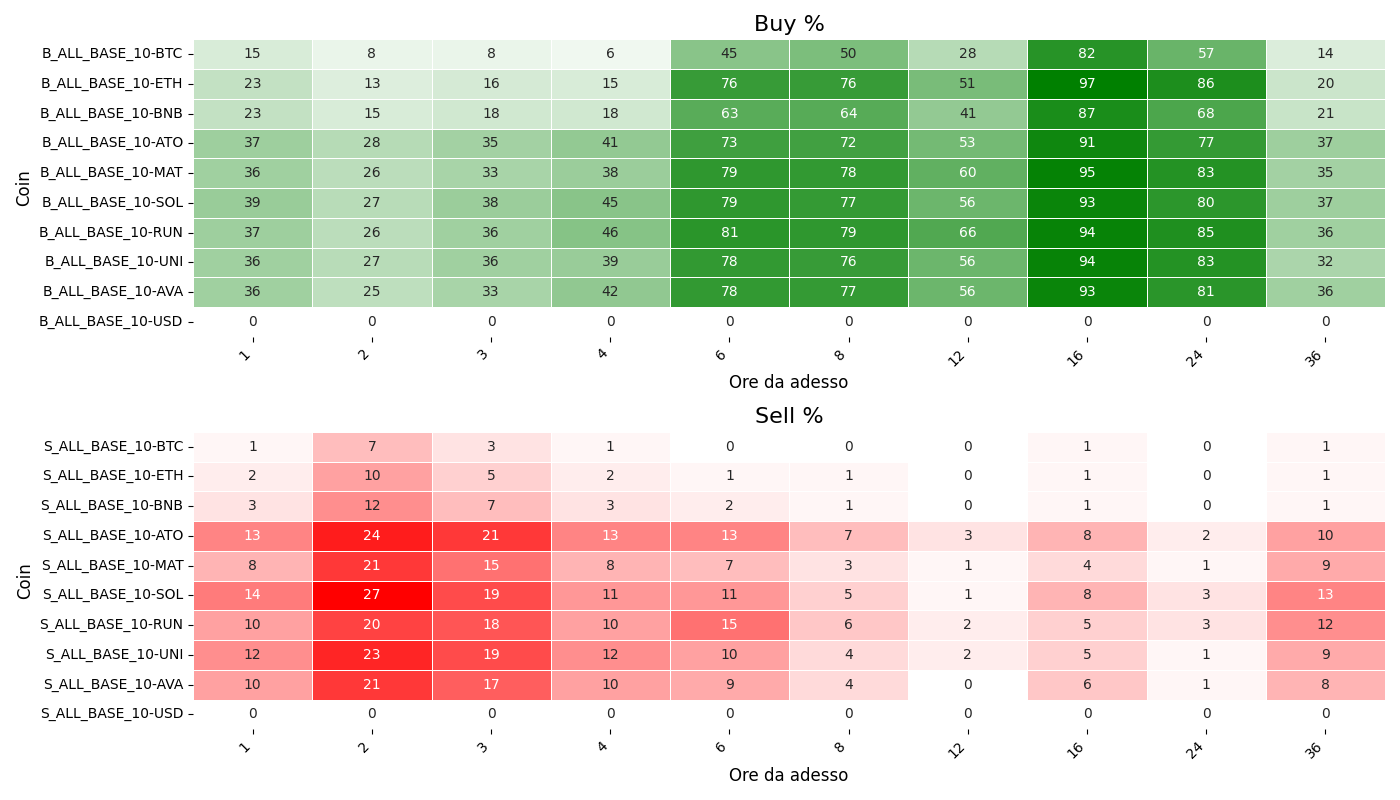 Buy %
Coin
B_ALL_BASE_10-BTC 15 8 8 6 45 50 28 82 57 14
B_ALL_BASE_10-ETH 23 13 16 15 76 76 51 97 86 20
B_ALL_BASE_10-BNB 23 15 18 18 63 64 41 87 68 21
B_ALL_BASE_10-ATO 37 28 35 41 73 72 53 91 77 37
B_ALL_BASE_10-MAT 36 26 33 38 79 78 60 95 83 35
B_ALL_BASE_10-SOL 39 27 38 45 79 77 56 93 80 37
B_ALL_BASE_10-RUN 37 26 36 46 81 79 66 94 85 36
B_ALL_BASE_10-UNI 36 27 36 39 78 76 56 94 83 32
B_ALL_BASE_10-AVA 36 25 33 42 78 77 56 93 81 36
B_ALL_BASE_10-USD 0 0 0 0 0 0 0 0 0 0
1 2 3 4 6 8 12 16 24 36
Ore da adesso
Sell %
Coin
S_ALL_BASE_10-BTC 1 7 3 1 0 0 0 1 0 1
S_ALL_BASE_10-ETH 2 10 5 2 1 1 0 1 0 1
S_ALL_BASE_10-BNB 3 12 7 3 2 1 0 1 0 1
S_ALL_BASE_10-ATO 13 24 21 13 13 7 3 8 2 10
S_ALL_BASE_10-MAT 8 21 15 8 7 3 1 4 1 9
S_ALL_BASE_10-SOL 14 27 19 11 11 5 1 8 3 13
S_ALL_BASE_10-RUN 10 20 18 10 15 6 2 5 3 12
S_ALL_BASE_10-UNI 12 23 19 12 10 4 2 5 1 9
S_ALL_BASE_10-AVA 10 21 17 10 9 4 0 6 1 8
S_ALL_BASE_10-USD 0 0 0 0 0 0 0 0 0 0
1 2 3 4 6 8 12 16 24 36
Ore da adesso